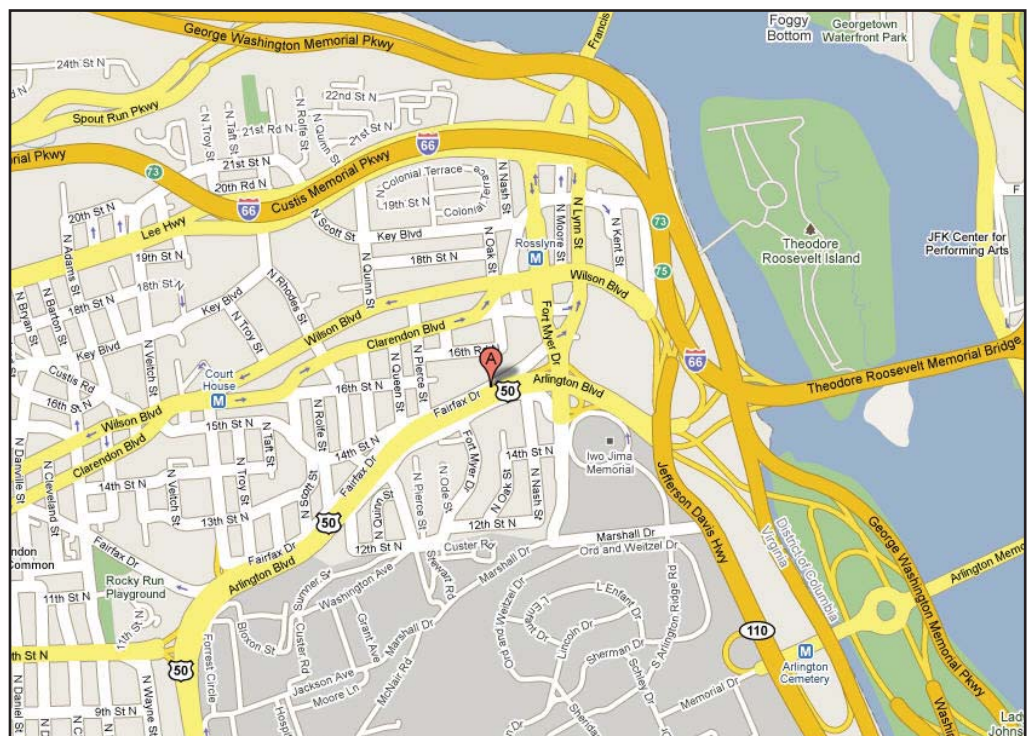 George Washington Memorial Pkwy
Francis
Foggy
Bottom
Georgetown
Waterfront Park
24th St N
Spout Run Pkwy
22nd St N
N Rolfe St
N Quinn St
N Taft St
N Troy St
21st Rd N
21st St N
21st St N
20th Rd N
orial Pkwy
73
66
66
Custis Memorial Pkwy
Colonial Terrace
19th St N
Colonial Terrace
N Nash St
20th St N
Lee Hwy
N Scott St
Key Blvd
N Oak St
Rosslyn
M
N Moore St
N Lynn St
N Kent St
73
75
Theodore
Roosevelt Island
JFK Center for
Performing Arts
F
N Adams St
19th St N
18th St N
N Quinn St
18th St N
N Rhodes St
Wilson Blvd
N Bryan St
N Barton St
18th St N
Key Blvd
N Troy St
Wilson Blvd
Clarendon Blvd
Fort Myer Dr
Key Blvd
N Veitch St
16th Rd N
66
Theodore Roosevelt Memorial Bridge
Custis Rd
Court
House
M
16th St N
N Queen St
N Pierce St
A
50
Arlington Blvd
Fairfax Dr
16th St N
Wilson Blvd
Clarendon Blvd
15th St N
N Rolfe St
14th St N
Fairfax Dr
Fort Myer Dr
14th St N
Iwo Jima
Memorial
N Danville St
N Cleveland St
N Veitch St
N Troy St
N Taft St
N Scott St
13th St N
50
N Quinn St
N Pierce St
N Ode St
N Oak St
N Nash St
12th St N
12th St N
Jefferson Davis Hwy
George Washington Memorial Pkwy
District of Columbia
Virginia
ndon
Common
Fairfax Dr
Fairfax Dr
Arlington Blvd
Custer Rd
Marshall Dr
Marshall Dr
Ord and Weitzel Dr
Rocky Run
Playground
11th St N
11th St N
Sumner S
Washington Ave
Stewart Rd
Ord and Weitzel Dr
L Enfant Dr
L Enfant Dr
Lincoln Dr
S Arlington Ridge Rd
Arlington Memo
Bloxon St
Custer Rd
Grant Ave
Marshall Dr
Sherman Dr
110
th St N
50
Forrest Circle
Jackson Ave
Moore Ln
McNair Rd
Schley Dr
Memorial Dr
M
Arlington
Cemetery
N Daniel St
N Wayne St
9th St N
Hospi
Sheridan
Washin
Lad
Johns